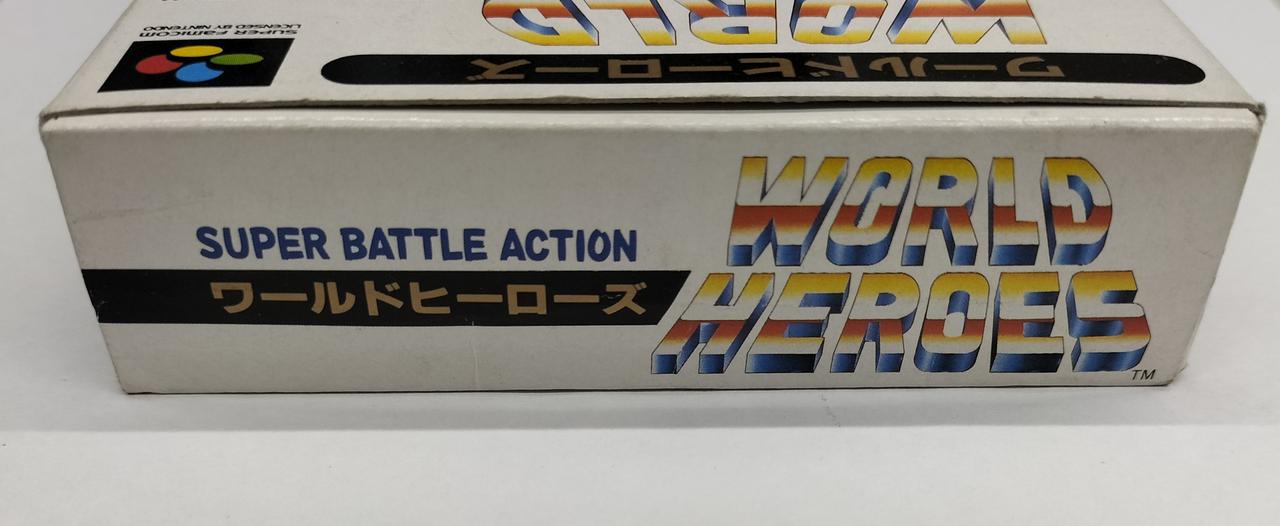 SUPER Famicom
LICENSED BY NINTENDO
WORLD
ワールドヒーローズ
SUPER BATTLE ACTION
ワールドヒーローズ
WORLD
HEROES
TM